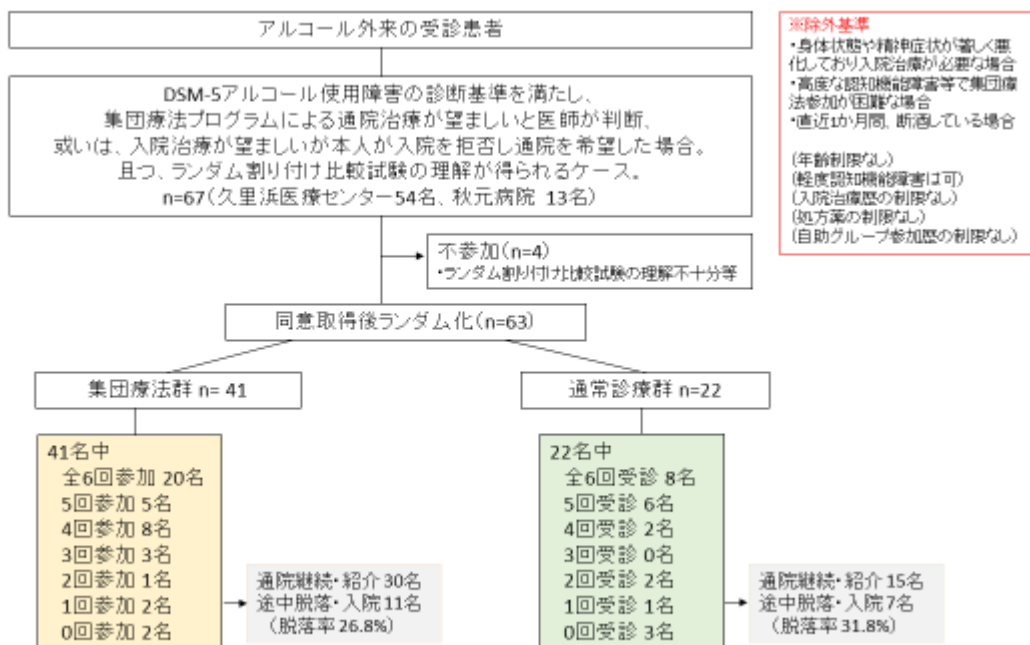 アルコール外来の受診患者
DSM-5アルコール使用障害の診断基準を満たし、
集団療法プログラムによる通院治療が望ましいと医師が判断、
或いは、入院治療が望ましいが本人が入院を拒否し通院を希望した場合。
且つ、ランダム割り付け比較試験の理解が得られるケース。
n=67(久里浜医療センター54名、秋元病院 13名)
※除外基準
・身体状態や精神症状が著しく悪
化しており入院治療が必要な場合
・高度な認知機能障害等で集団療
法参加が困難な場合
・直近1か月間、断酒している場合
(年齢制限なし)
(軽度認知機能障害は可)
(入院治療歴の制限なし)
(処方薬の制限なし)
(自助グループ参加歴の制限なし)
不参加(n=4)
・ランダム割り付け比較試験の理解不十分等
同意取得後ランダム化(n=63)
集団療法群 n= 41
41名中
全6回参加 20名
5回参加 5名
4回参加 8名
3回参加 3名
2回参加 1名
1回参加 2名
0回参加 2名
通院継続・紹介 30名
途中脱落・入院 11名
(脱落率 26.8%)
通常診療群 n=22
22名中
全6回受診 8名
5回受診 6名
4回受診 2名
3回受診 0名
2回受診 2名
1回受診 1名
0回受診 3名
通院継続・紹介 15名
途中脱落・入院 7名
(脱落率 31.8%)